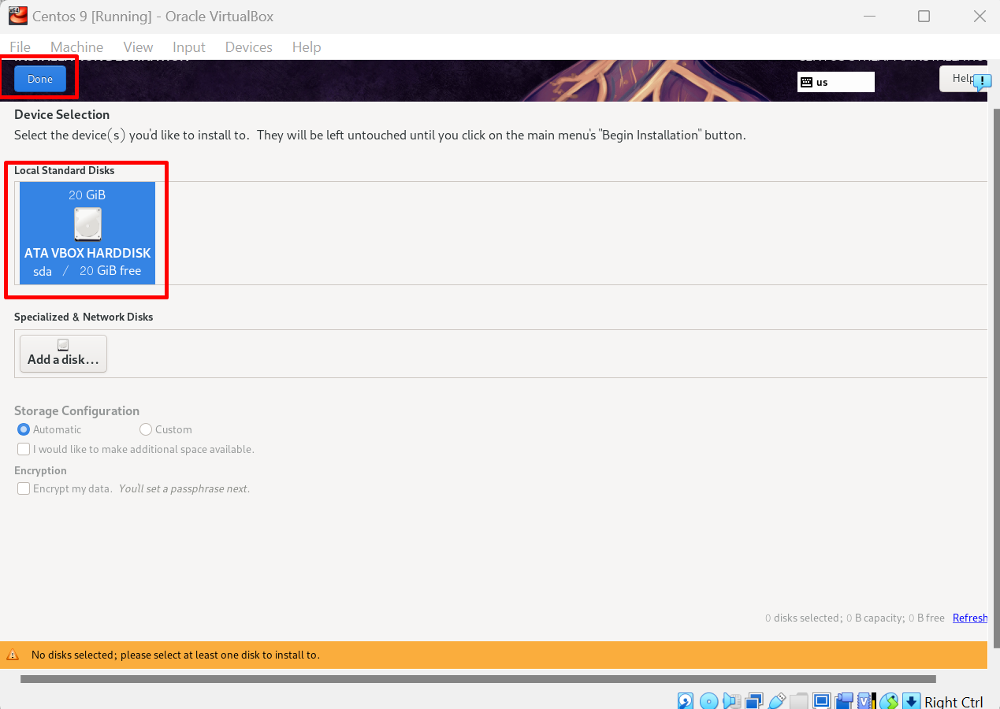 Centos 9 [Running] - Oracle VirtualBox
File Machine View Input Devices Help
Done
us
Help
Device Selection
Select the device(s) you'd like to install to. They will be left untouched until you click on the main menu's "Begin Installation" button.
Local Standard Disks
20 GiB
ATA VBOX HARDDISK
sda / 20 GiB free
Specialized & Network Disks
Add a disk...
Storage Configuration
Automatic Custom
I would like to make additional space available.
Encryption
Encrypt my data. You'll set a passphrase next.
0 disks selected; 0 B capacity; 0 B free Refresh
No disks selected; please select at least one disk to install to.
Right Ctrl